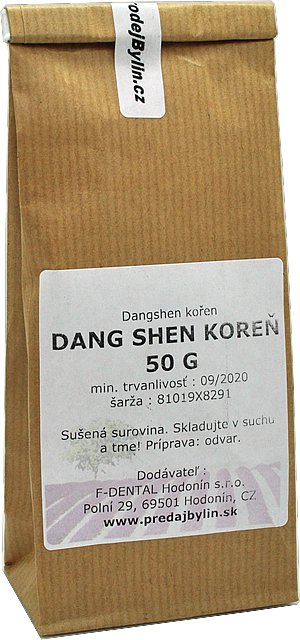 rodejBylin.cz
Dangshen kořen
DANG SHEN KOREŇ
50 G
min. trvanlivosť : 09/2020
šarža : 81019X8291
Sušená surovina. Skladujte v suchu
a tme! Príprava: odvar.
Dodávateľ :
F-DENTAL Hodonín s.r.o.
Polní 29, 69501 Hodonín, CZ
www.predajbylin.sk